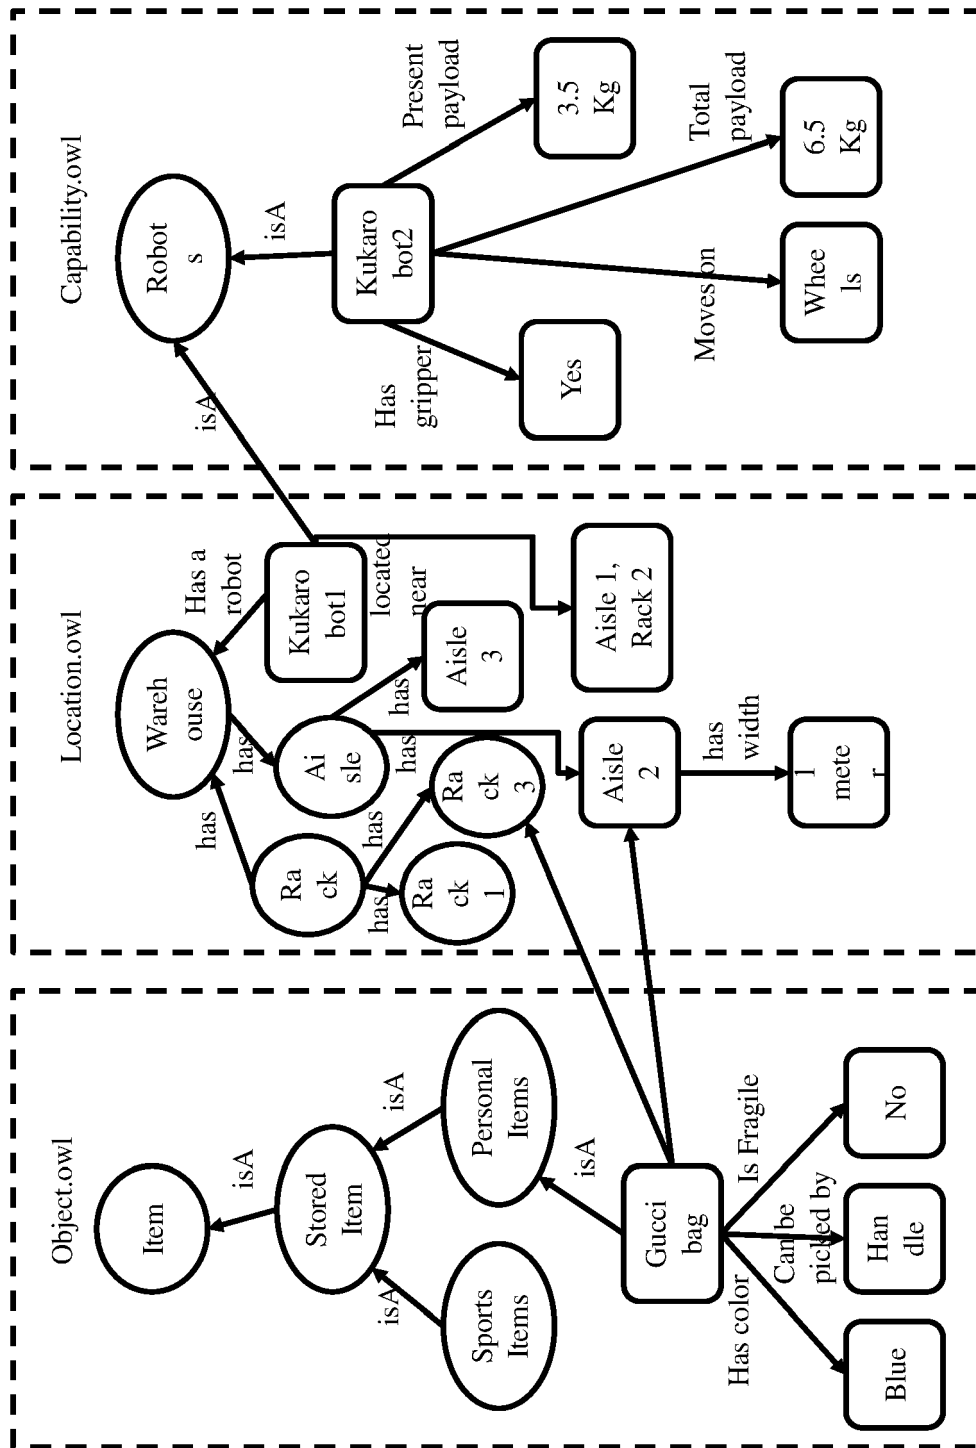 Object.owl
Item
isA
Stored
Item
isA
isA
Sports
Items
Personal
Items
isA
Gucci
bag
Has color
Can be
picked by
Is Fragile
Blue
Han
dle
No
Location.owl
Wareh
ouse
has
has
Has a
robot
Ra
ck
Ai
sle
Kukaro
bot1
has
has
has
has
located
near
Ra
ck
1
Ra
ck
3
Aisle
3
Aisle
2
Aisle 1,
Rack 2
has
width
1
mete
r
Capability.owl
Robot
s
isA
isA
Kukaro
bot2
Has
gripper
Present
payload
Yes
3.5
Kg
Moves on
Total
payload
Whee
ls
6.5
Kg